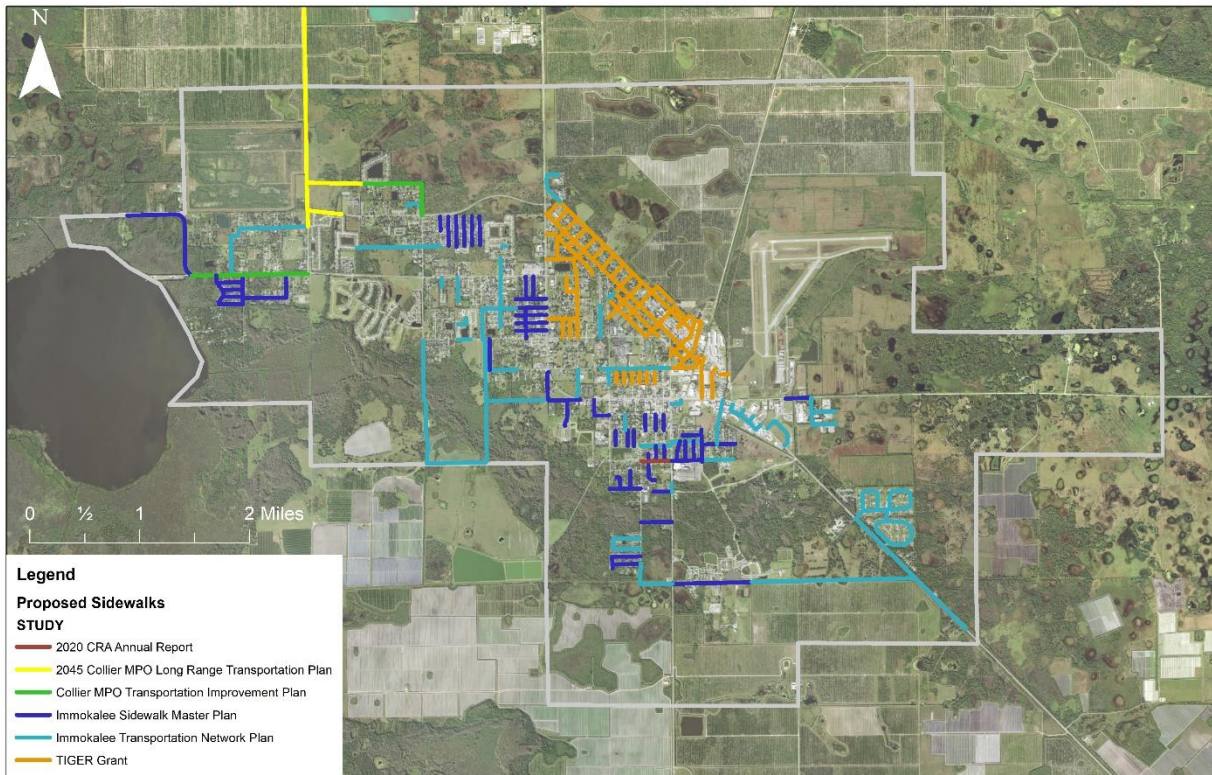 N
0 ½ 1 2 Miles
Legend
Proposed Sidewalks
STUDY
2020 CRA Annual Report
2045 Collier MPO Long Range Transportation Plan
Collier MPO Transportation Improvement Plan
Immokalee Sidewalk Master Plan
Immokalee Transportation Network Plan
TIGER Grant